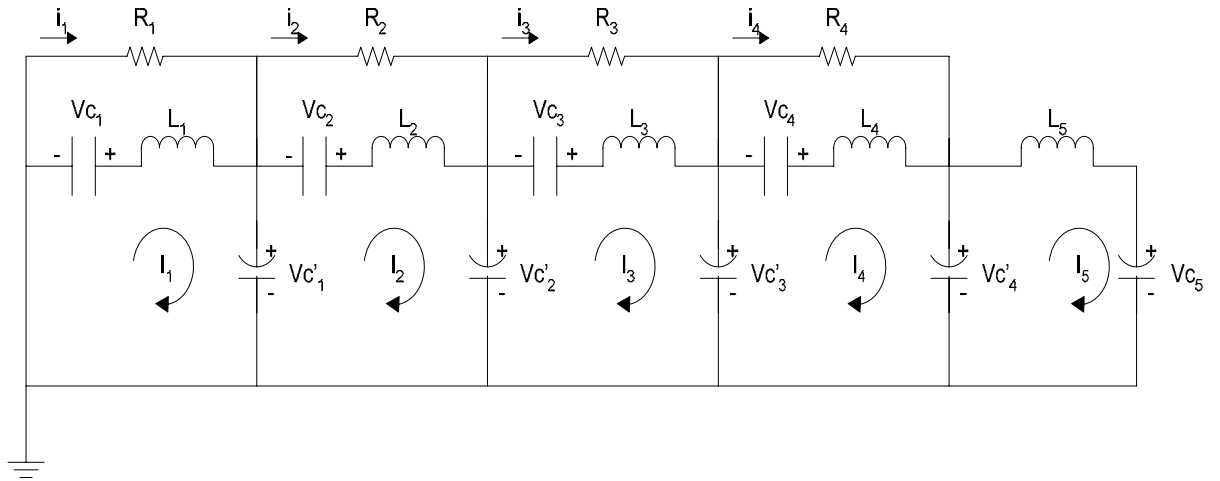 i₁ R₁ i₂ R₂ i₃ R₃ i₄ R₄
Vc₁ L₁ Vc₂ L₂ Vc₃ L₃ Vc₄ L₄ L₅
- + - + - + - +
+ + + + +
I₁ Vc'₁ I₂ Vc'₂ I₃ Vc'₃ I₄ Vc'₄ I₅ Vc₅
- - - - -